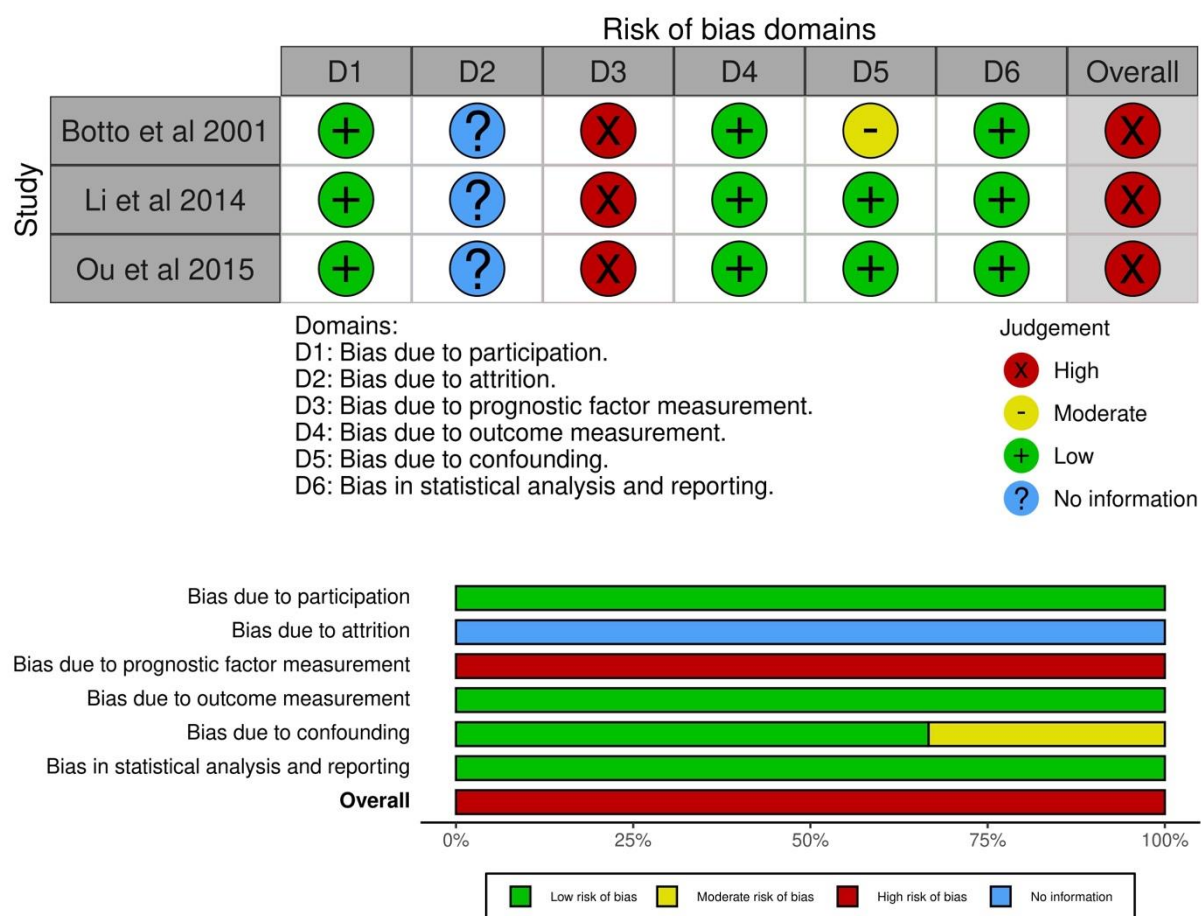 Risk of bias domains
D1 D2 D3 D4 D5 D6 Overall
Study
Botto et al 2001 + ? X + - + X
Li et al 2014 + ? X + + + X
Ou et al 2015 + ? X + + + X
Domains:
D1: Bias due to participation.
D2: Bias due to attrition.
D3: Bias due to prognostic factor measurement.
D4: Bias due to outcome measurement.
D5: Bias due to confounding.
D6: Bias in statistical analysis and reporting.
Judgement
X High
- Moderate
+ Low
? No information
Bias due to participation
Bias due to attrition
Bias due to prognostic factor measurement
Bias due to outcome measurement
Bias due to confounding
Bias in statistical analysis and reporting
Overall
0% 25% 50% 75% 100%
Low risk of bias Moderate risk of bias High risk of bias No information